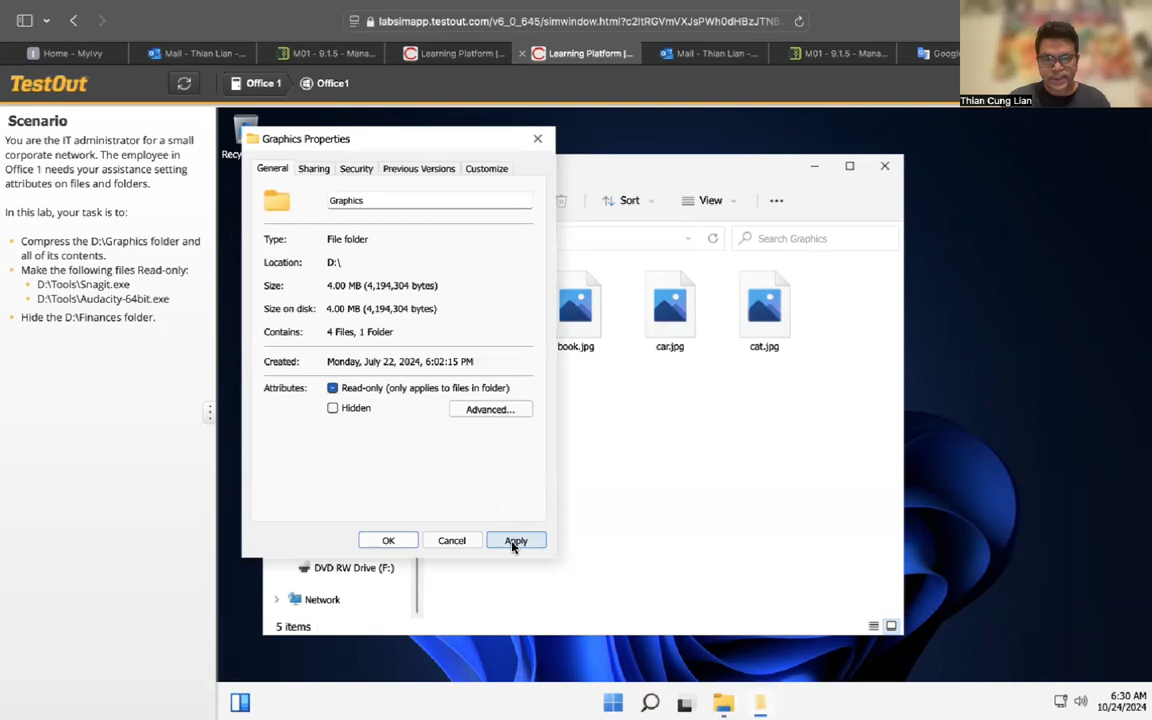 labsimapp.testout.com/v6_0_645/simwindow.html?c2ltRGVmVXJsPWh0dHBzJTNB
Home - MyIvy
Mail - Thian Lian -
M01 - 9.1.5 - Mana...
Learning Platform |...
Learning Platform |...
Mail - Thian Lian -...
M01 - 9.1.5 - Mana...
Thian Cung Lian
TestOut
Office 1
Office1
Scenario
You are the IT administrator for a small
corporate network. The employee in
Office 1 needs your assistance setting
attributes on files and folders.
In this lab, your task is to:
Compress the D:\Graphics folder and
all of its contents.
Make the following files Read-only:
D:\Tools\Snagit.exe
D:\Tools\Audacity-64bit.exe
Hide the D:\Finances folder.
Graphics Properties
General
Sharing
Security
Previous Versions
Customize
Graphics
Type:
File folder
Location:
D:\
Size:
4.00 MB (4,194,304 bytes)
Size on disk:
4.00 MB (4,194,304 bytes)
Contains:
4 Files, 1 Folder
Created:
Monday, July 22, 2024, 6:02:15 PM
Attributes:
Read-only (only applies to files in folder)
Hidden
Advanced...
OK
Cancel
Apply
Sort
View
Search Graphics
book.jpg
car.jpg
cat.jpg
DVD RW Drive (F:)
Network
5 items
6:30 AM
10/24/2024